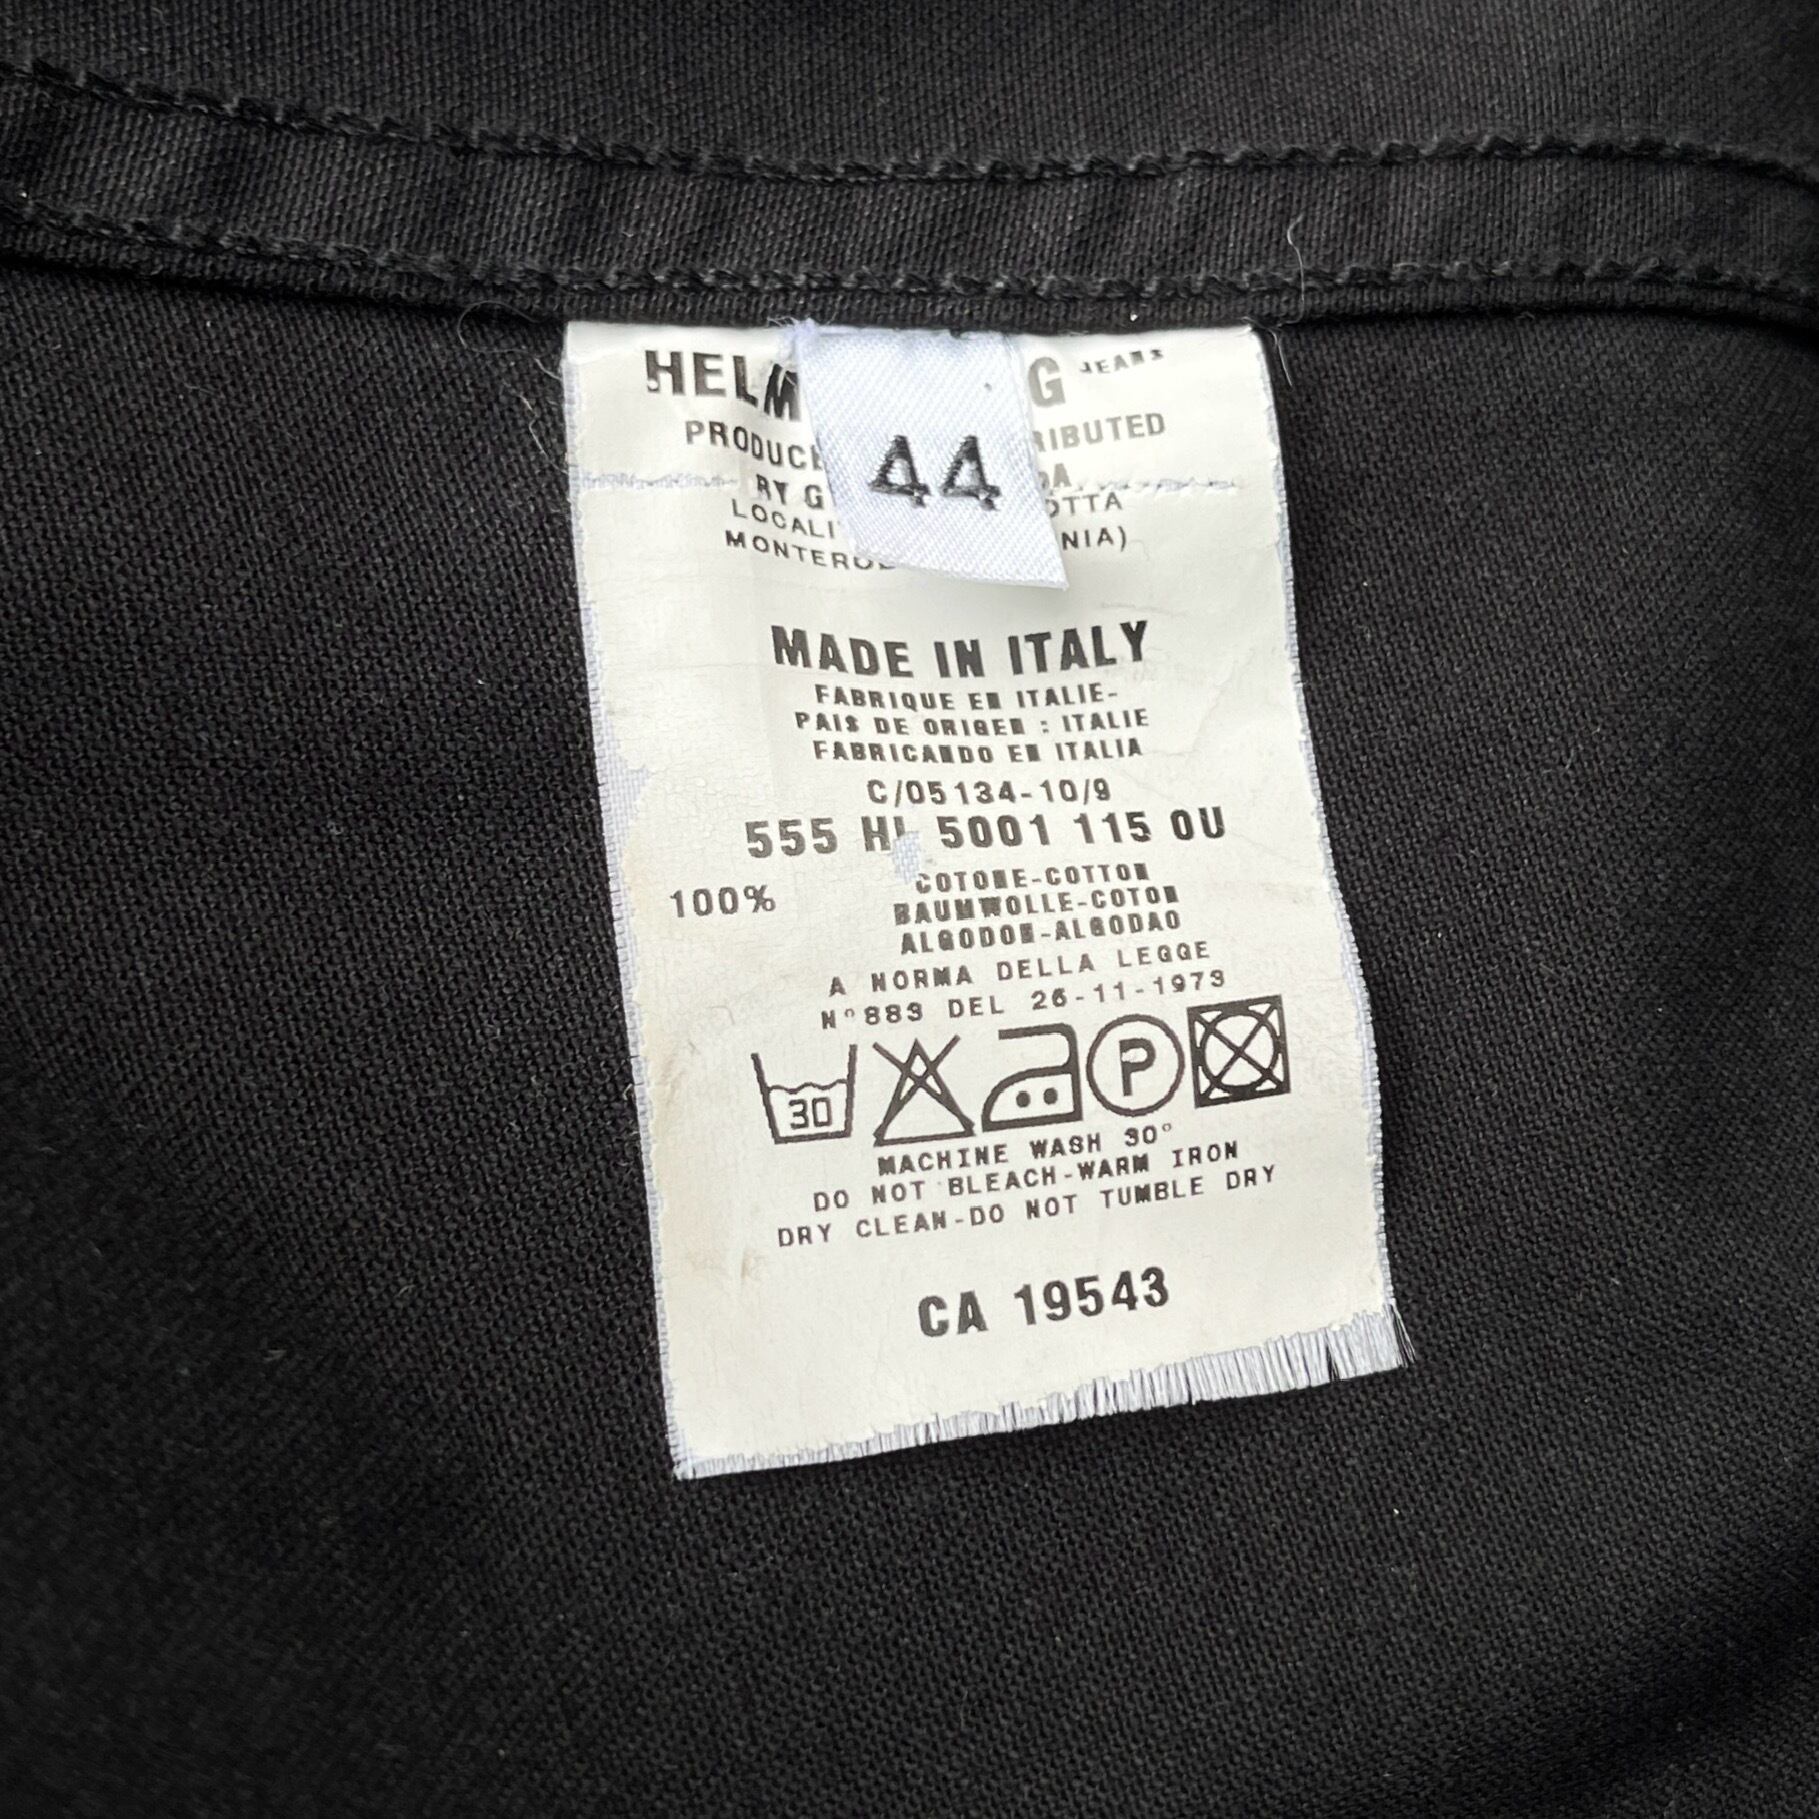 HELM G JEANS
PRODUCE RIBUTED
BY G DA
LOCALI OTTA
MONTERO NIA)
44
MADE IN ITALY
FABRIQUE EN ITALIE-
PAIS DE ORIGEN : ITALIE
FABRICANDO EN ITALIA
C/05134-10/9
555 HL 5001 115 OU
100% COTONE-COTTON
BAUMWOLLE-COTON
ALGODON-ALGODAO
A NORMA DELLA LEGGE
N°883 DEL 26-11-1973
30 P
MACHINE WASH 30°
DO NOT BLEACH-WARM IRON
DRY CLEAN-DO NOT TUMBLE DRY
CA 19543